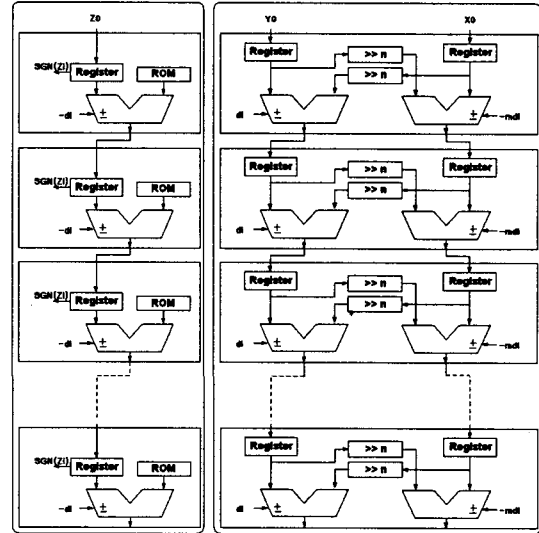 Z0 Y0 X0
Register >> n Register
SGN(Zi) Register ROM
>> n
-di ± di ± ± -mdi
Register >> n Register
SGN(Zi) Register ROM
>> n
-di ± di ± ± -mdi
Register >> n Register
SGN(Zi) Register ROM
>> n
-di ± di ± ± -mdi
Register >> n Register
SGN(Zi) Register ROM
>> n
-di ± di ± ± -mdi